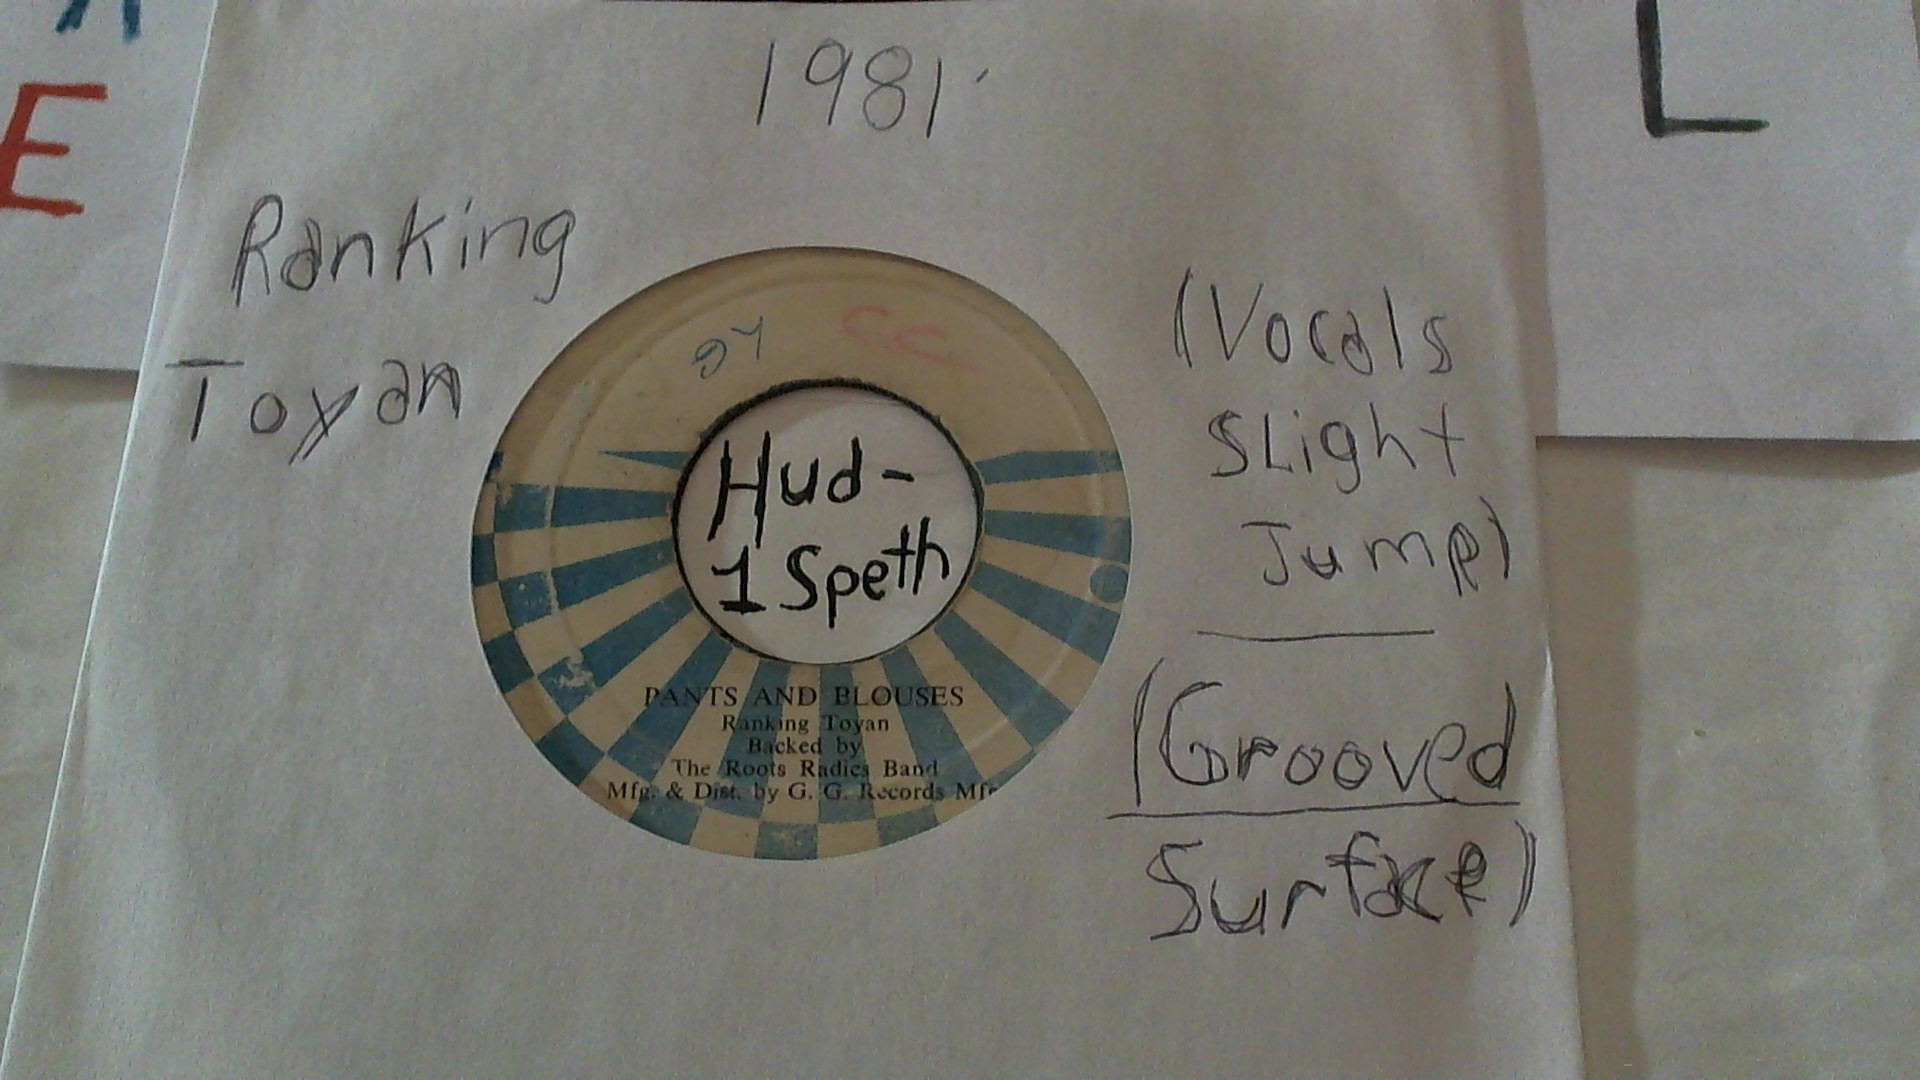 E
L
1981
Ranking
Toyan
C.C.
Hud-
1 Speth
PANTS AND BLOUSES
Ranking Toyan
Backed by
The Roots Radics Band
Mfg. & Dist. by G. G. Records Mfg
(Vocals
SLight
Jump)
(Grooved
Surface)